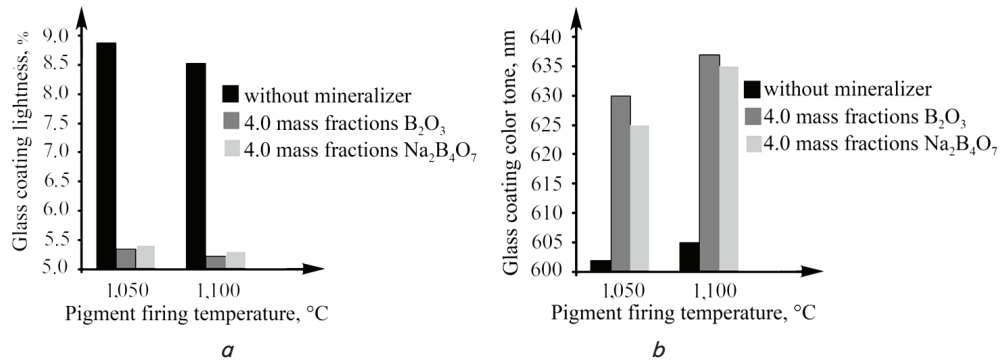 Glass coating lightness, %
9.0
8.5
8.0
7.5
7.0
6.5
6.0
5.5
5.0
1,050
1,100
Pigment firing temperature, °C
without mineralizer
4.0 mass fractions B₂O₃
4.0 mass fractions Na₂B₄O₇
a
Glass coating color tone, nm
640
635
630
625
620
615
610
605
600
1,050
1,100
Pigment firing temperature, °C
without mineralizer
4.0 mass fractions B₂O₃
4.0 mass fractions Na₂B₄O₇
b